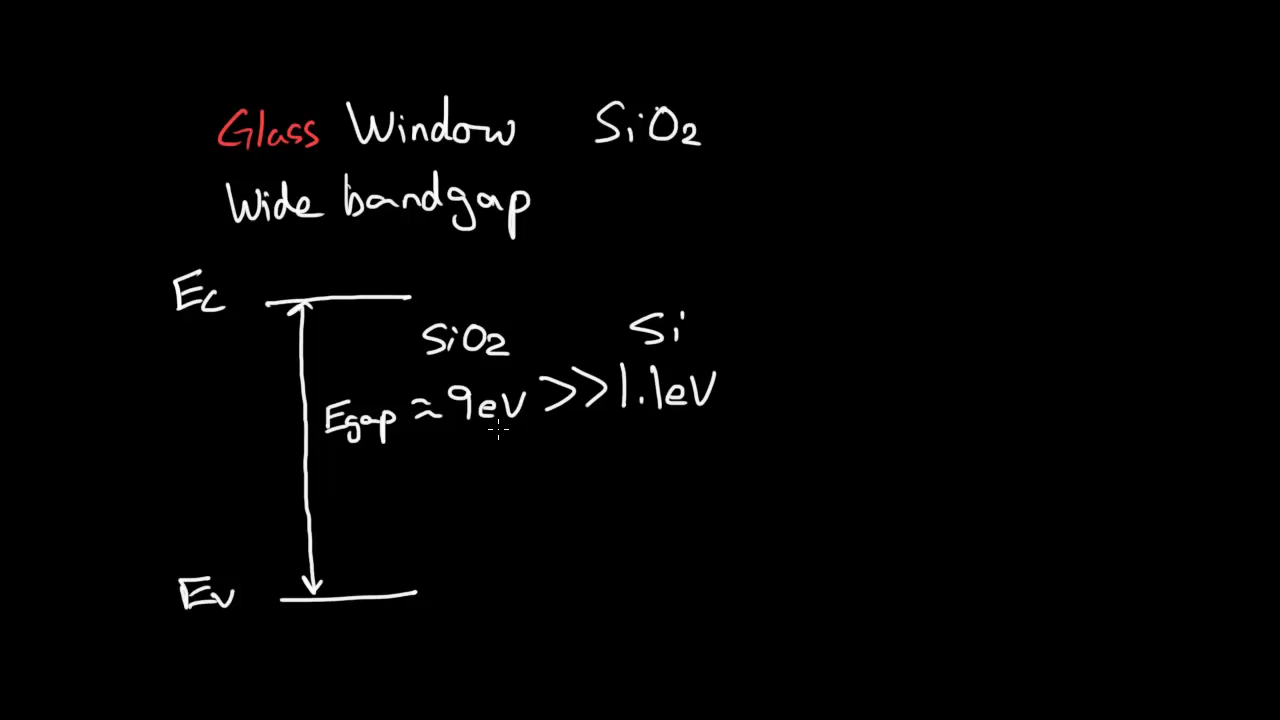 Glass Window SiO2
Wide bandgap
Ec
SiO2 Si
Egap ≈ 9eV >> 1.1eV
Ev